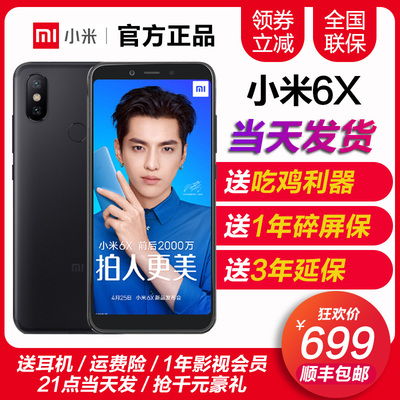 小米 官方正品
领券
立减
全国
联保
小米6X
当天发货
送吃鸡利器
送1年碎屏保
送3年延保
小米6X 前后2000万
拍人更美
4月25日 小米6X 新品发布会
狂欢价
¥699
顺丰包邮
送耳机/运费险/1年影视会员
21点当天发/抢千元豪礼